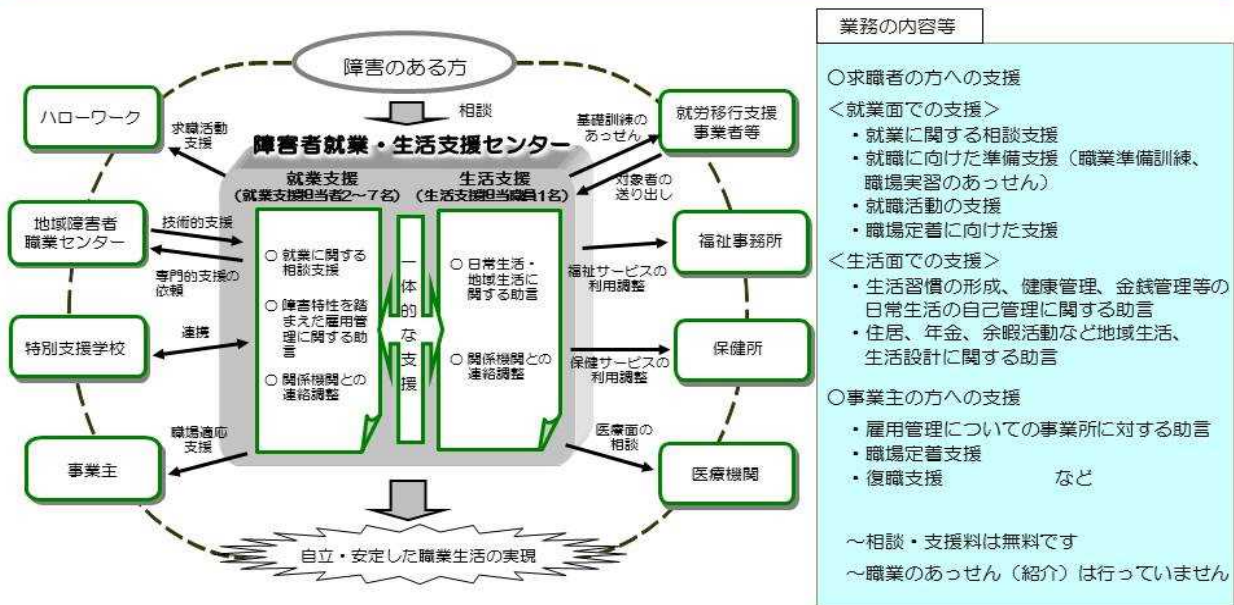 障害のある方
相談
ハローワーク
求職活動
支援
地域障害者
職業センター
技術的支援
専門的支援の
依頼
特別支援学校
連携
事業主
職場適応
支援
障害者就業・生活支援センター
就業支援
(就業支援担当者2～7名)
○ 就業に関する
相談支援
○ 障害特性を踏
まえた雇用管
理に関する助
言
○ 関係機関との
連絡調整
一体的な支援
生活支援
(生活支援担当職員1名)
○ 日常生活・
地域生活に
関する助言
○ 関係機関との
連絡調整
基礎訓練の
あっせん
就労移行支援
事業者等
対象者の
送り出し
福祉事務所
福祉サービスの
利用調整
保健所
保健サービスの
利用調整
医療面の
相談
医療機関
自立・安定した職業生活の実現
業務の内容等
○求職者の方への支援
＜就業面での支援＞
・就業に関する相談支援
・就職に向けた準備支援（職業準備訓練、
職場実習のあっせん）
・就職活動の支援
・職場定着に向けた支援
＜生活面での支援＞
・生活習慣の形成、健康管理、金銭管理等の
日常生活の自己管理に関する助言
・住居、年金、余暇活動など地域生活、
生活設計に関する助言
○事業主の方への支援
・雇用管理についての事業所に対する助言
・職場定着支援
・復職支援 など
～相談・支援料は無料です
～職業のあっせん（紹介）は行っていません